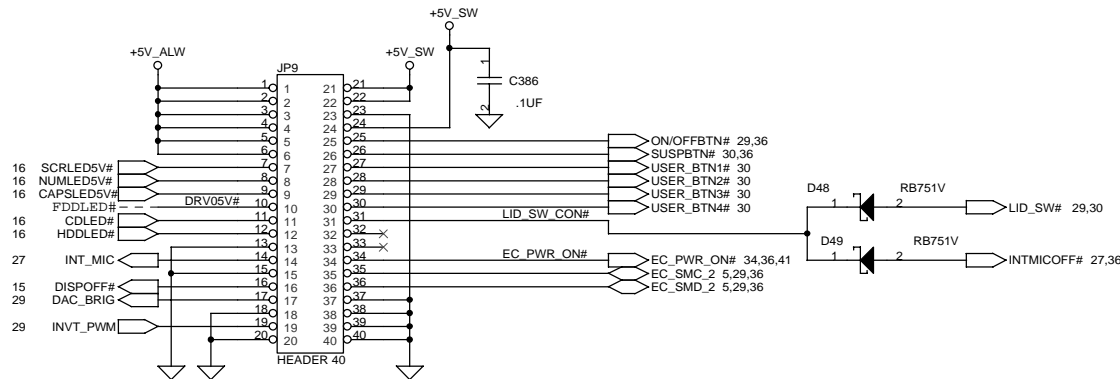 +5V_SW
+5V_ALW
+5V_SW
JP9
1
C386
2
.1UF
1 1 21 21
2 2 22 22
3 3 23 23
4 4 24 24
5 5 25 25 ON/OFFBTN# 29,36
6 6 26 26 SUSPBTN# 30,36
16 SCRLED5V# 7 7 27 27 USER_BTN1# 30
16 NUMLED5V# 8 8 28 28 USER_BTN2# 30
16 CAPSLED5V# 9 9 29 29 USER_BTN3# 30
FDDLED# DRV05V# 10 10 30 30 USER_BTN4# 30
16 CDLED# 11 11 31 31 LID_SW_CON#
16 HDDLED# 12 12 32 32
13 13 33 33
27 INT_MIC 14 14 34 34 EC_PWR_ON# EC_PWR_ON# 34,36,41
15 15 35 35 EC_SMC_2 5,29,36
15 DISPOFF# 16 16 36 36 EC_SMD_2 5,29,36
29 DAC_BRIG 17 17 37 37
18 18 38 38
29 INVT_PWM 19 19 39 39
20 20 40 40
HEADER 40
D48 RB751V
1 2 LID_SW# 29,30
D49 RB751V
1 2 INTMICOFF# 27,36